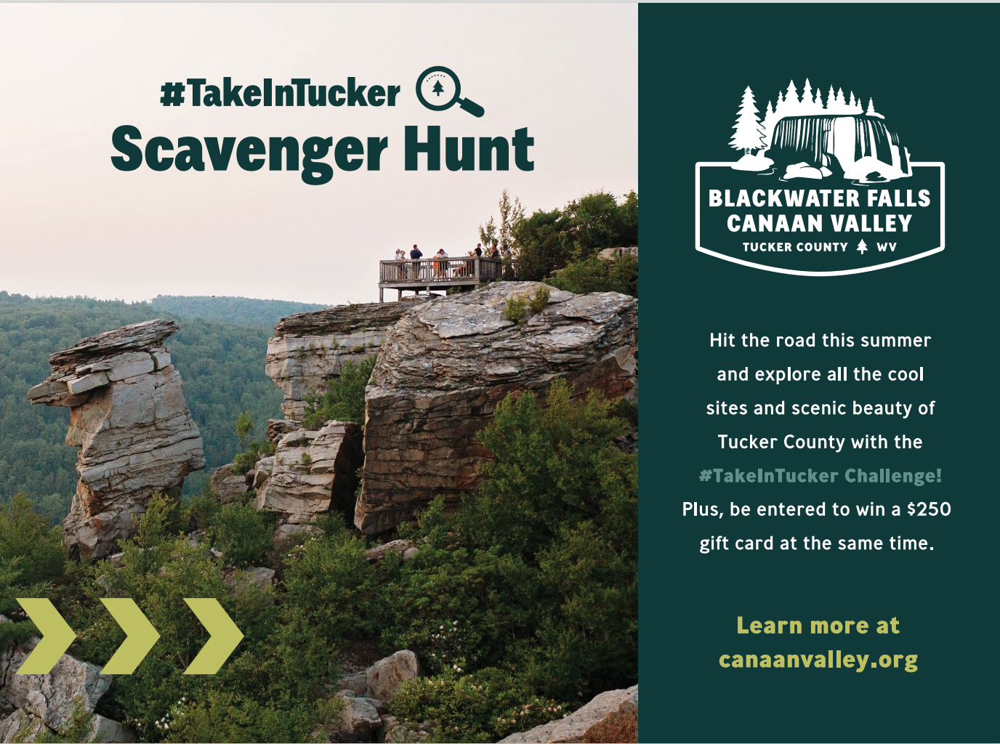 #TakeInTucker
Scavenger Hunt
BLACKWATER FALLS
CANAAN VALLEY
TUCKER COUNTY WV
Hit the road this summer
and explore all the cool
sites and scenic beauty of
Tucker County with the
#TakeInTucker Challenge!
Plus, be entered to win a $250
gift card at the same time.
Learn more at
canaanvalley.org